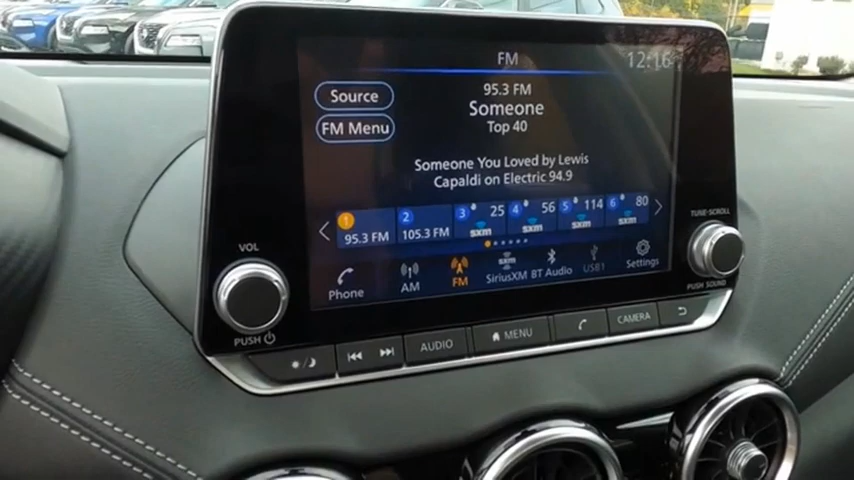 FM
12:16
Source
95.3 FM
Someone
FM Menu
Top 40
Someone You Loved by Lewis
Capaldi on Electric 94.9
1 95.3 FM
2 105.3 FM
3 25 sxm
4 56 sxm
5 114 sxm
6 80 sxm
Phone
AM
FM
SiriusXM
BT Audio
USB1
Settings
VOL
PUSH
TUNE·SCROLL
PUSH SOUND
AUDIO
MENU
CAMERA